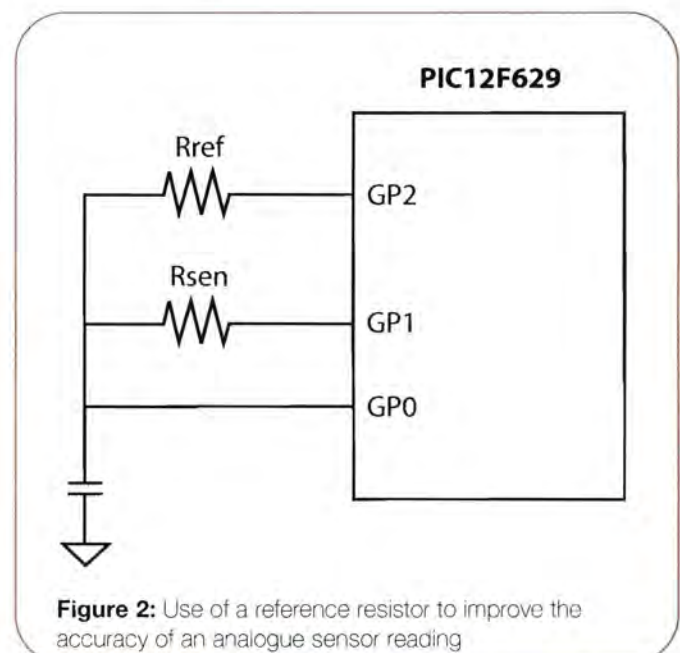 PIC12F629
Rref
GP2
Rsen
GP1
GP0
Figure 2: Use of a reference resistor to improve the
accuracy of an analogue sensor reading